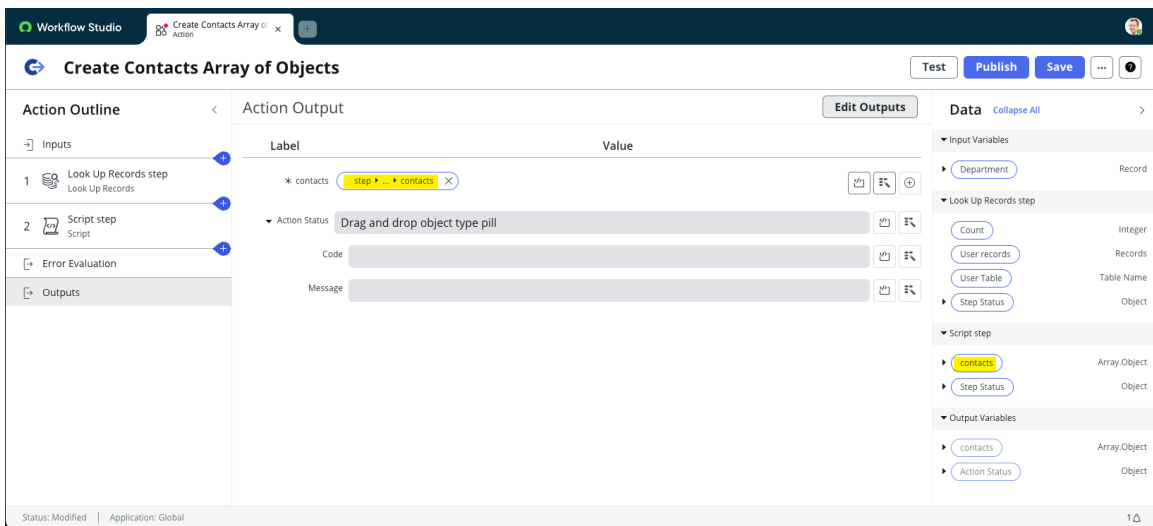 Workflow Studio
Create Contacts Array of
Action
Create Contacts Array of Objects
Test
Publish
Save
Action Outline
Inputs
1 Look Up Records step
Look Up Records
2 Script step
Script
Error Evaluation
Outputs
Action Output
Edit Outputs
Label Value
* contacts step ▸ ... ▸ contacts
Action Status Drag and drop object type pill
Code
Message
Data Collapse All
Input Variables
Department Record
Look Up Records step
Count Integer
User records Records
User Table Table Name
Step Status Object
Script step
contacts Array.Object
Step Status Object
Output Variables
contacts Array.Object
Action Status Object
Status: Modified | Application: Global
1